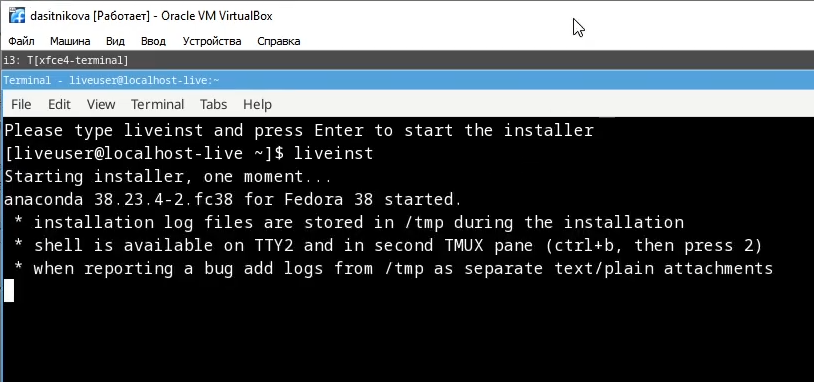 dasitnikova [Работает] - Oracle VM VirtualBox
Файл Машина Вид Ввод Устройства Справка
i3: T[xfce4-terminal]
Terminal - liveuser@localhost-live:~
File Edit View Terminal Tabs Help
Please type liveinst and press Enter to start the installer
[liveuser@localhost-live ~]$ liveinst
Starting installer, one moment...
anaconda 38.23.4-2.fc38 for Fedora 38 started.
* installation log files are stored in /tmp during the installation
* shell is available on TTY2 and in second TMUX pane (ctrl+b, then press 2)
* when reporting a bug add logs from /tmp as separate text/plain attachments